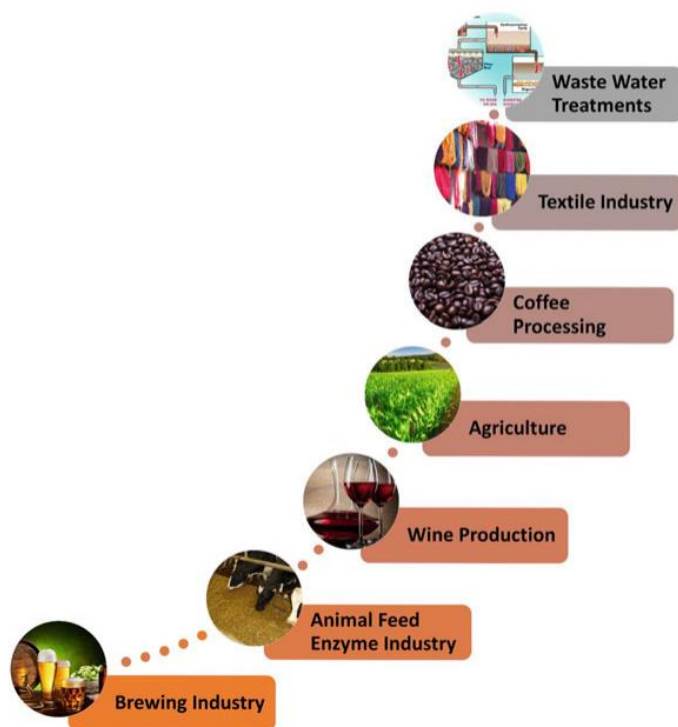 Waste Water
Treatments
Textile Industry
Coffee
Processing
Agriculture
Wine Production
Animal Feed
Enzyme Industry
Brewing Industry